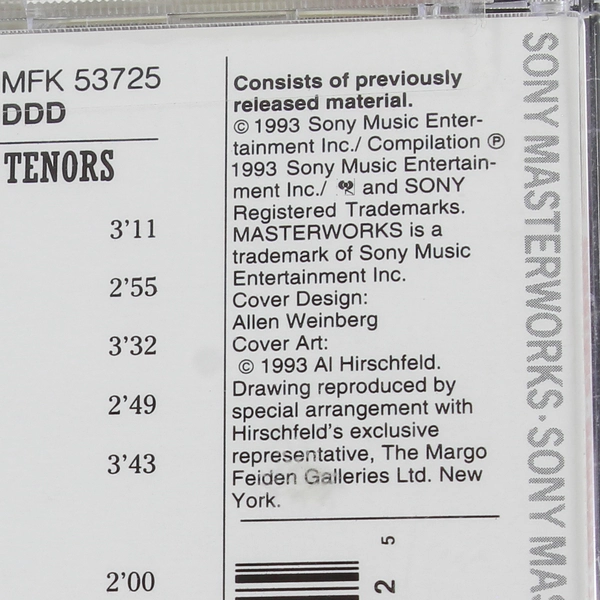 MFK 53725
DDD
TENORS
3'11
2'55
3'32
2'49
3'43
2'00
Consists of previously
released material.
© 1993 Sony Music Enter-
tainment Inc./ Compilation ℗
1993 Sony Music Entertain-
ment Inc./ and SONY
Registered Trademarks.
MASTERWORKS is a
trademark of Sony Music
Entertainment Inc.
Cover Design:
Allen Weinberg
Cover Art:
© 1993 Al Hirschfeld.
Drawing reproduced by
special arrangement with
Hirschfeld's exclusive
representative, The Margo
Feiden Galleries Ltd. New
York.
2 5
SONY MASTERWORKS·SONY MAS